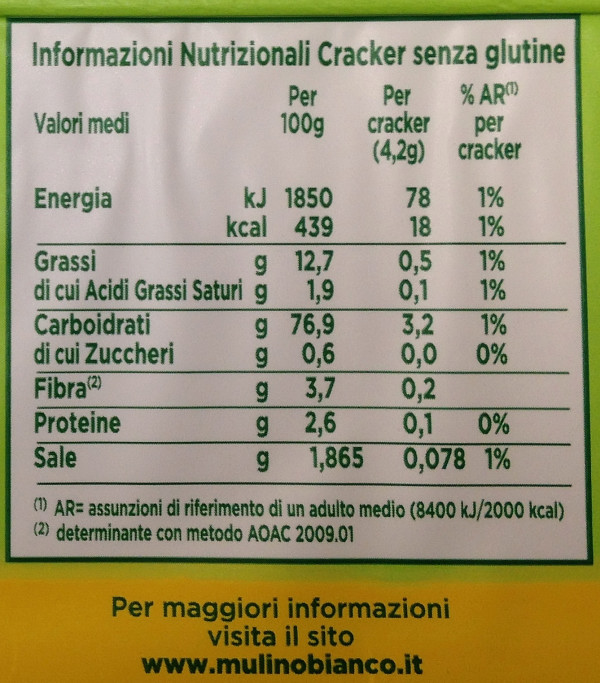 Informazioni Nutrizionali Cracker senza glutine
Valori medi Per 100g Per cracker (4,2g) % AR(1) per cracker
Energia kJ 1850 78 1%
kcal 439 18 1%
Grassi g 12,7 0,5 1%
di cui Acidi Grassi Saturi g 1,9 0,1 1%
Carboidrati g 76,9 3,2 1%
di cui Zuccheri g 0,6 0,0 0%
Fibra(2) g 3,7 0,2
Proteine g 2,6 0,1 0%
Sale g 1,865 0,078 1%
(1) AR= assunzioni di riferimento di un adulto medio (8400 kJ/2000 kcal)
(2) determinante con metodo AOAC 2009.01
Per maggiori informazioni
visita il sito
www.mulinobianco.it